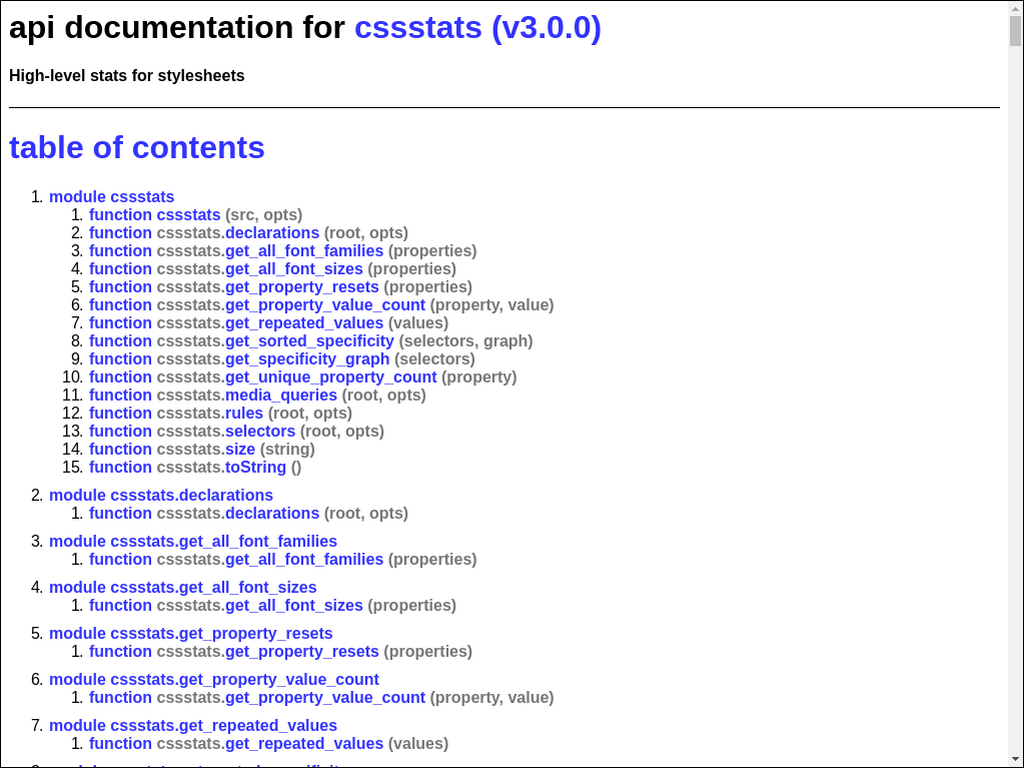 api documentation for cssstats (v3.0.0)
High-level stats for stylesheets
table of contents
1. module cssstats
1. function cssstats (src, opts)
2. function cssstats.declarations (root, opts)
3. function cssstats.get_all_font_families (properties)
4. function cssstats.get_all_font_sizes (properties)
5. function cssstats.get_property_resets (properties)
6. function cssstats.get_property_value_count (property, value)
7. function cssstats.get_repeated_values (values)
8. function cssstats.get_sorted_specificity (selectors, graph)
9. function cssstats.get_specificity_graph (selectors)
10. function cssstats.get_unique_property_count (property)
11. function cssstats.media_queries (root, opts)
12. function cssstats.rules (root, opts)
13. function cssstats.selectors (root, opts)
14. function cssstats.size (string)
15. function cssstats.toString ()
2. module cssstats.declarations
1. function cssstats.declarations (root, opts)
3. module cssstats.get_all_font_families
1. function cssstats.get_all_font_families (properties)
4. module cssstats.get_all_font_sizes
1. function cssstats.get_all_font_sizes (properties)
5. module cssstats.get_property_resets
1. function cssstats.get_property_resets (properties)
6. module cssstats.get_property_value_count
1. function cssstats.get_property_value_count (property, value)
7. module cssstats.get_repeated_values
1. function cssstats.get_repeated_values (values)